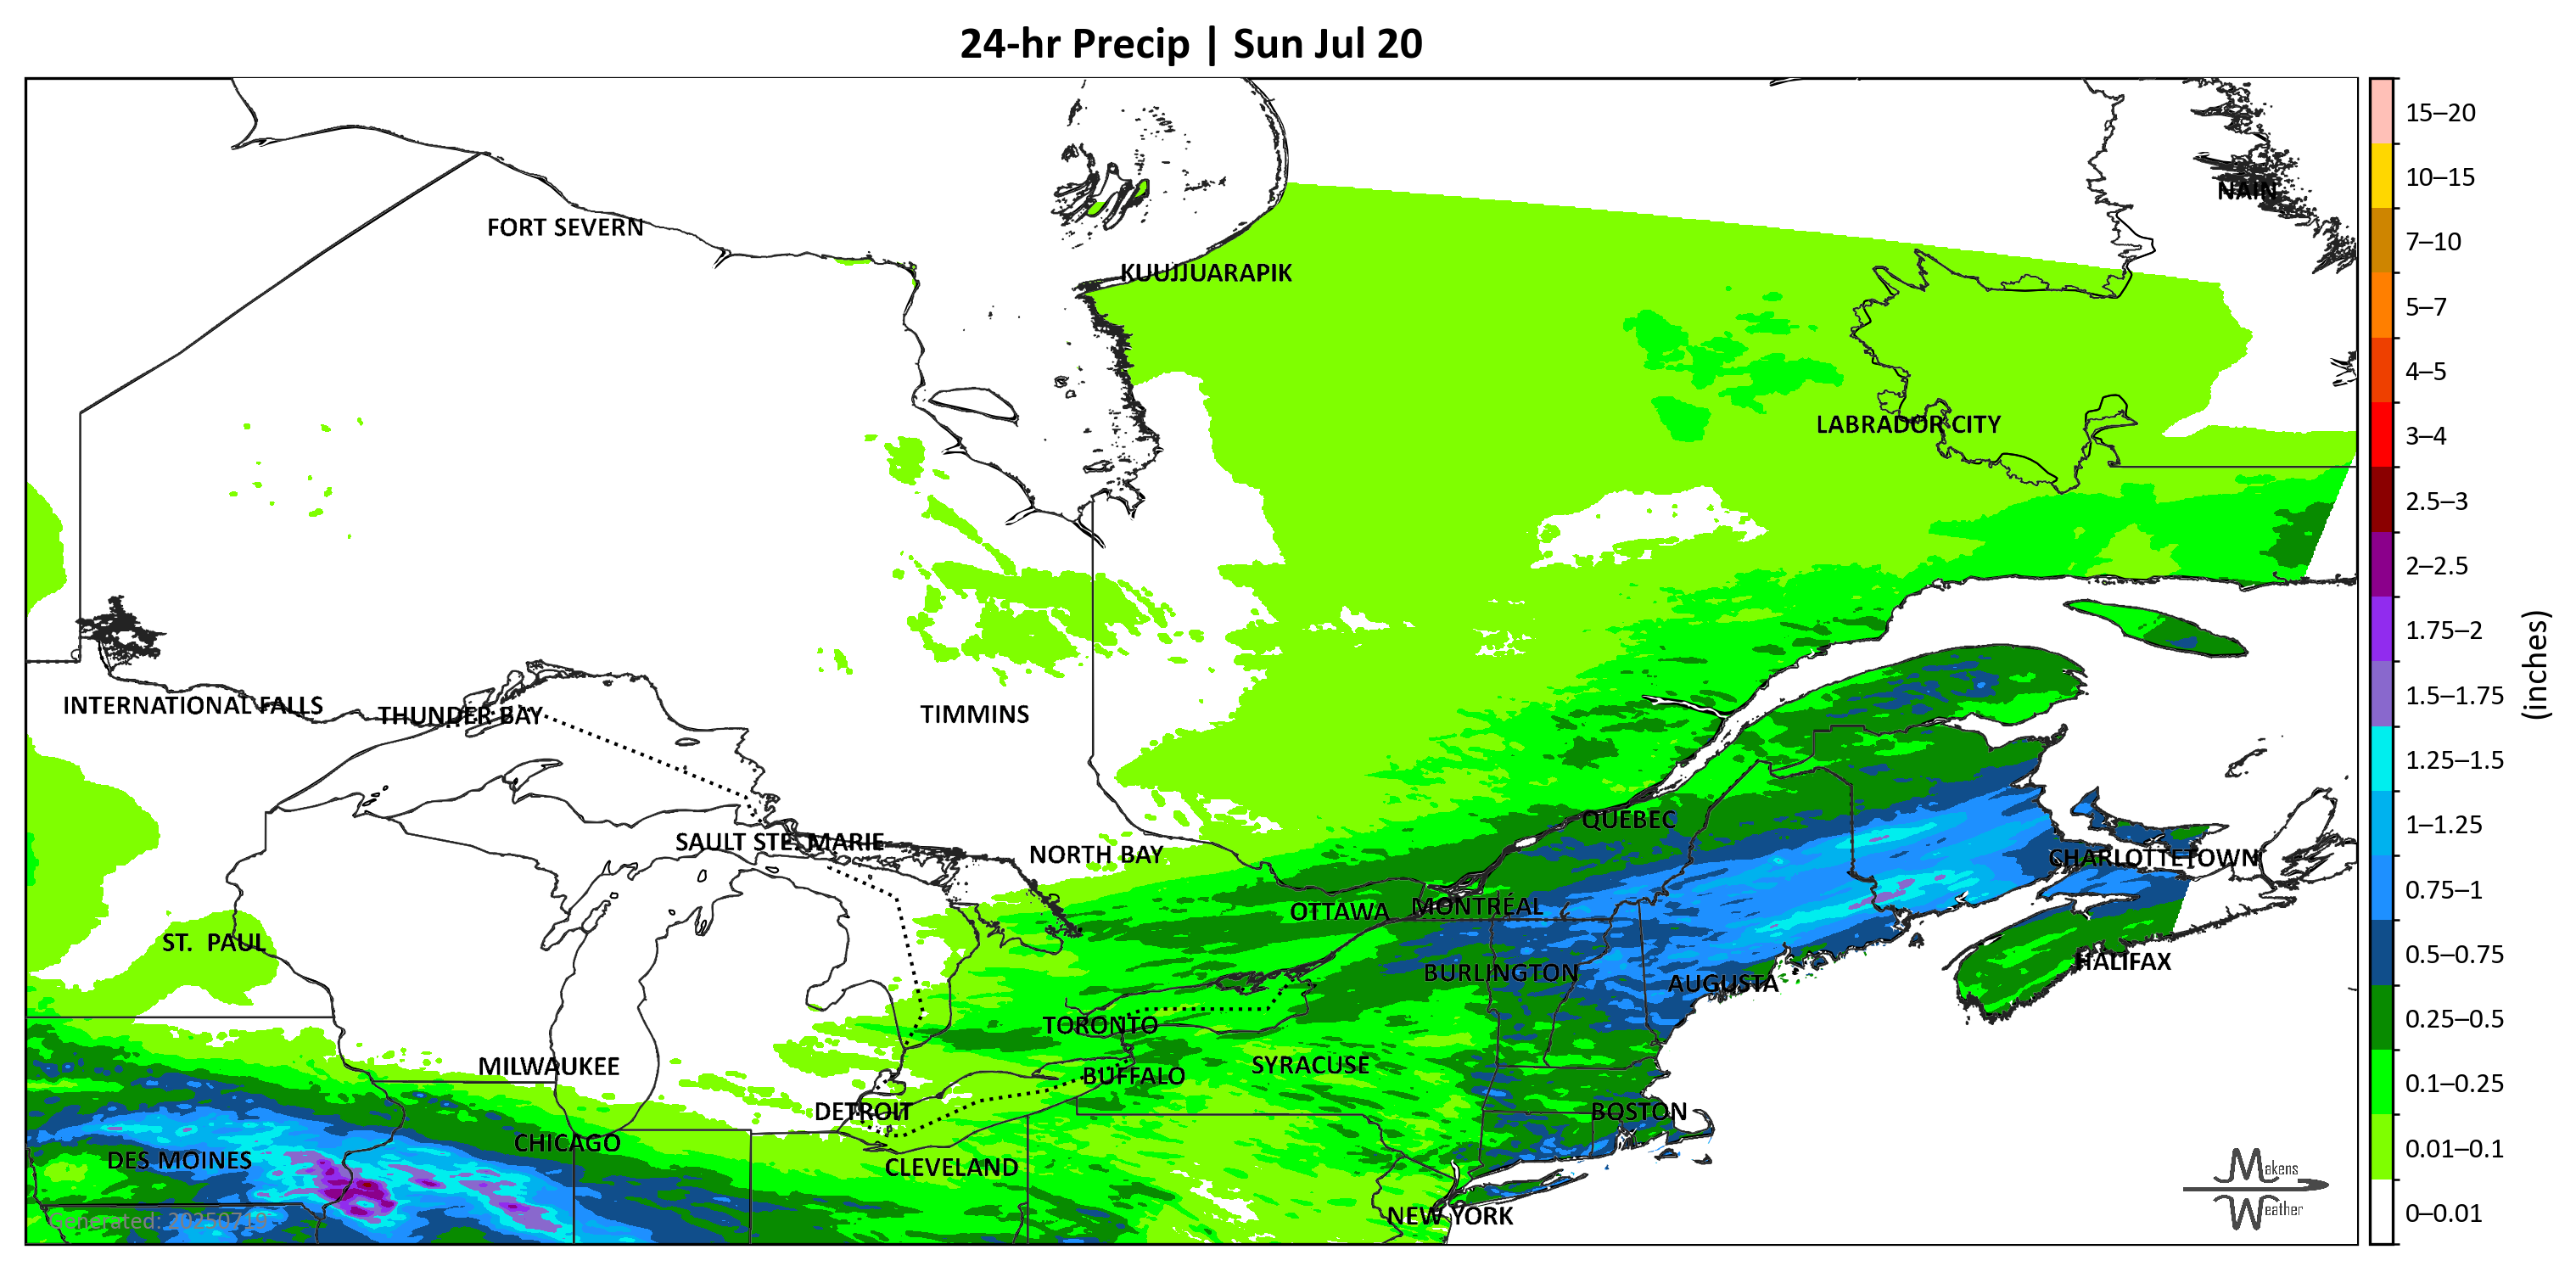 24-hr Precip | Sun Jul 20
15–20
10–15
7–10
5–7
4–5
3–4
2.5–3
2–2.5
1.75–2
1.5–1.75
1.25–1.5
1–1.25
0.75–1
0.5–0.75
0.25–0.5
0.1–0.25
0.01–0.1
0–0.01
(inches)
NAIN
FORT SEVERN
KUUJJUARAPIK
LABRADOR CITY
INTERNATIONAL FALLS
THUNDER BAY
TIMMINS
QUEBEC
SAULT STE. MARIE
NORTH BAY
CHARLOTTETOWN
OTTAWA
MONTRÉAL
ST. PAUL
HALIFAX
BURLINGTON
AUGUSTA
TORONTO
MILWAUKEE
SYRACUSE
BUFFALO
DETROIT
BOSTON
CHICAGO
DES MOINES
CLEVELAND
NEW YORK
Generated: 20250719
Makens
Weather